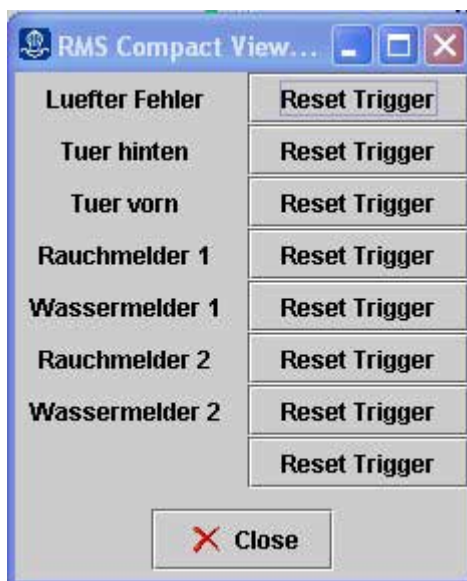 RMS Compact View...
Luefter Fehler Reset Trigger
Tuer hinten Reset Trigger
Tuer vorn Reset Trigger
Rauchmelder 1 Reset Trigger
Wassermelder 1 Reset Trigger
Rauchmelder 2 Reset Trigger
Wassermelder 2 Reset Trigger
Reset Trigger
Close